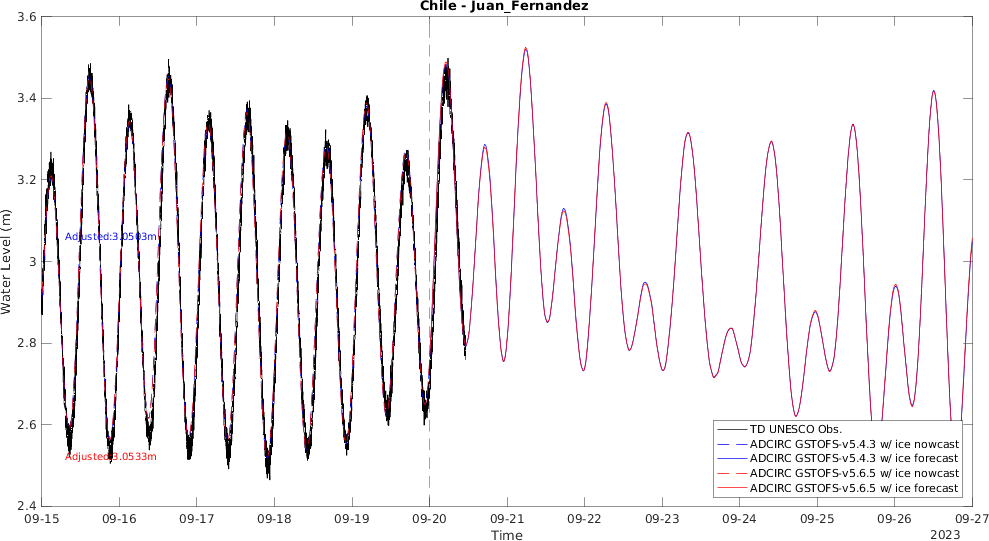 Chile - Juan_Fernandez
3.6
3.4
3.2
3
2.8
2.6
2.4
Water Level (m)
Adjusted:3.0503m
Adjusted:3.0533m
TD UNESCO Obs.
ADCIRC GSTOFS-v5.4.3 w/ ice nowcast
ADCIRC GSTOFS-v5.4.3 w/ ice forecast
ADCIRC GSTOFS-v5.6.5 w/ ice nowcast
ADCIRC GSTOFS-v5.6.5 w/ ice forecast
09-15 09-16 09-17 09-18 09-19 09-20 09-21 09-22 09-23 09-24 09-25 09-26 09-27
Time
2023